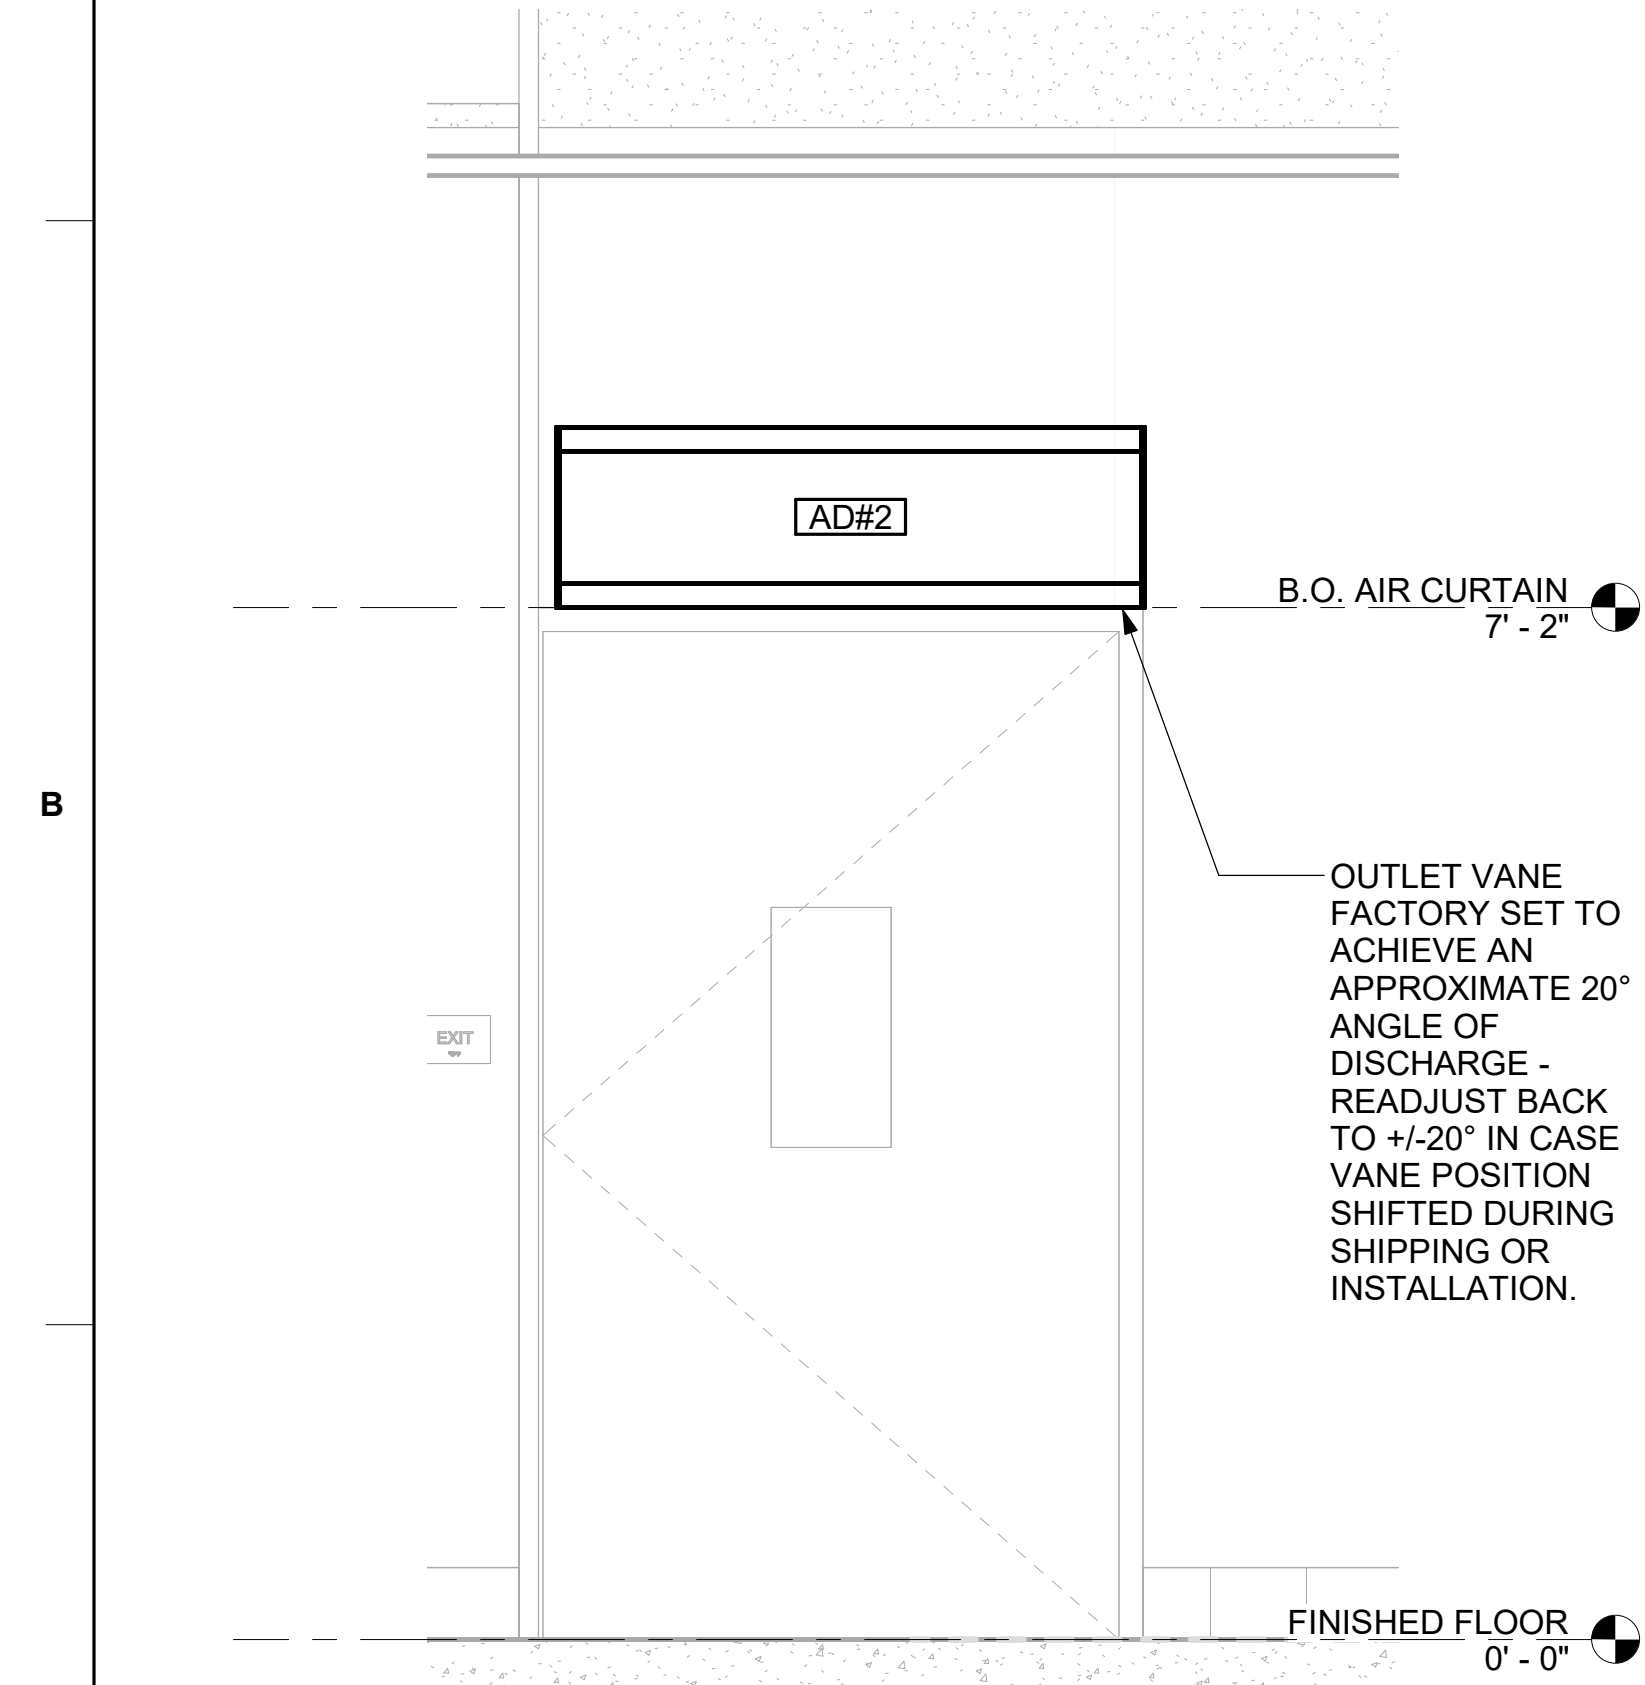 AD#2
B.O. AIR CURTAIN
7' - 2"
B
OUTLET VANE
FACTORY SET TO
ACHIEVE AN
APPROXIMATE 20°
ANGLE OF
DISCHARGE -
READJUST BACK
TO +/-20° IN CASE
VANE POSITION
SHIFTED DURING
SHIPPING OR
INSTALLATION.
EXIT
FINISHED FLOOR
0' - 0"